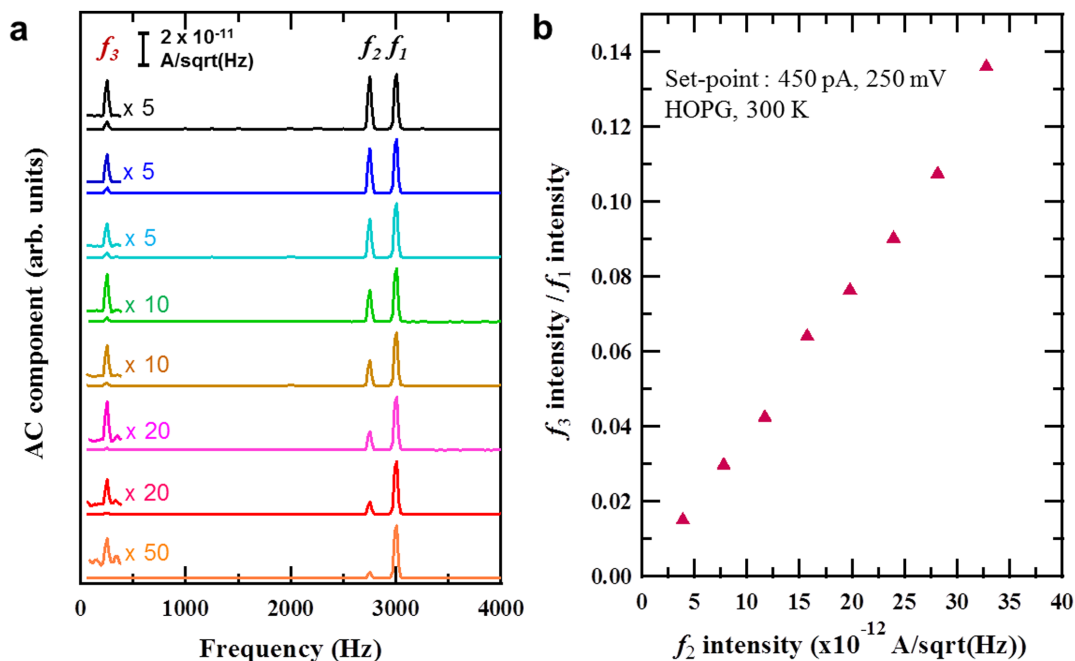 a
f3
2 x 10-11
A/sqrt(Hz)
f2 f1
x 5
x 5
x 5
x 10
x 10
x 20
x 20
x 50
AC component (arb. units)
0
1000
2000
3000
4000
Frequency (Hz)
b
Set-point : 450 pA, 250 mV
HOPG, 300 K
0.14
0.12
0.10
0.08
0.06
0.04
0.02
0.00
f3 intensity / f1 intensity
0
5
10
15
20
25
30
35
40
f2 intensity (x10-12 A/sqrt(Hz))